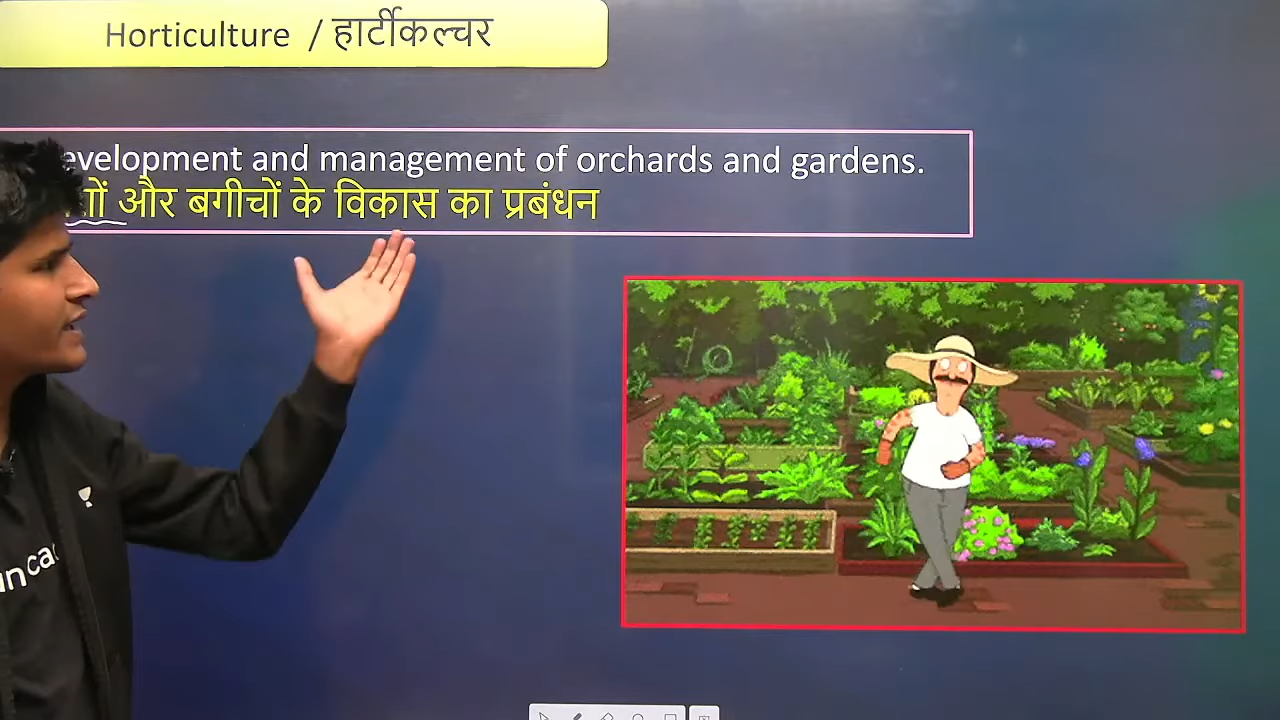 Horticulture / हार्टीकल्चर
evelopment and management of orchards and gardens.
और बगीचों के विकास का प्रबंधन